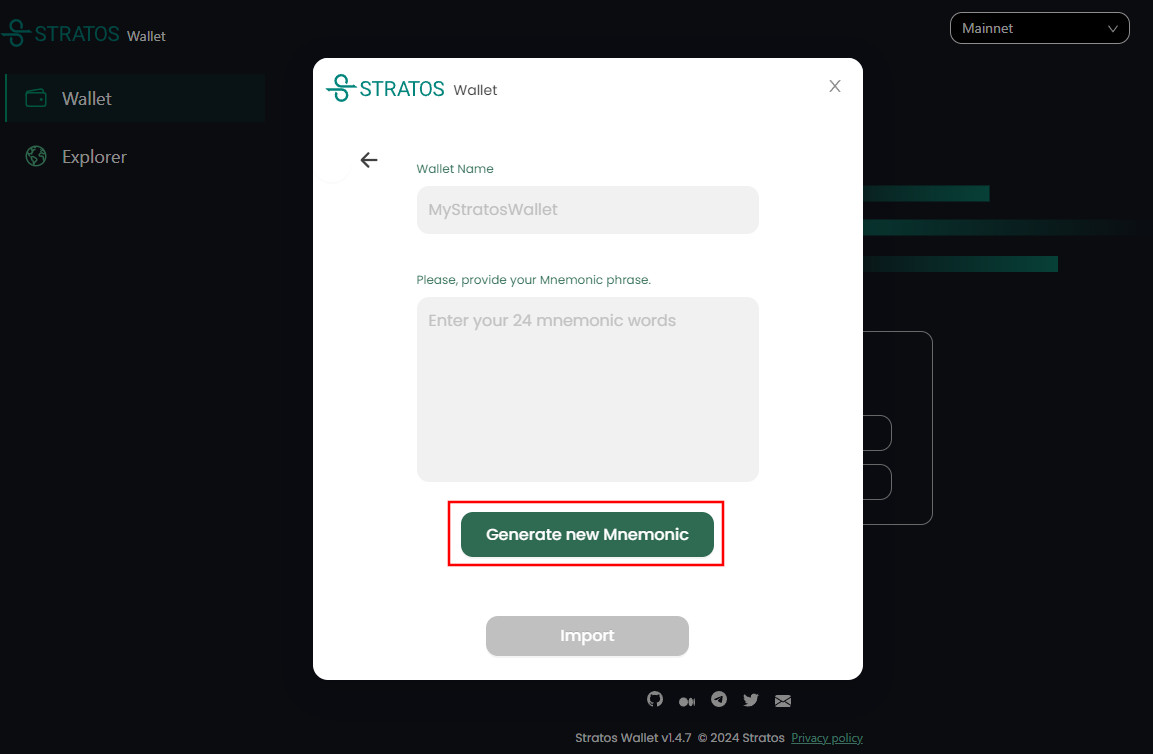 STRATOS Wallet
Mainnet
Wallet
Explorer
STRATOS Wallet
Wallet Name
MyStratosWallet
Please, provide your Mnemonic phrase.
Enter your 24 mnemonic words
Generate new Mnemonic
Import
Stratos Wallet v1.4.7 © 2024 Stratos Privacy policy